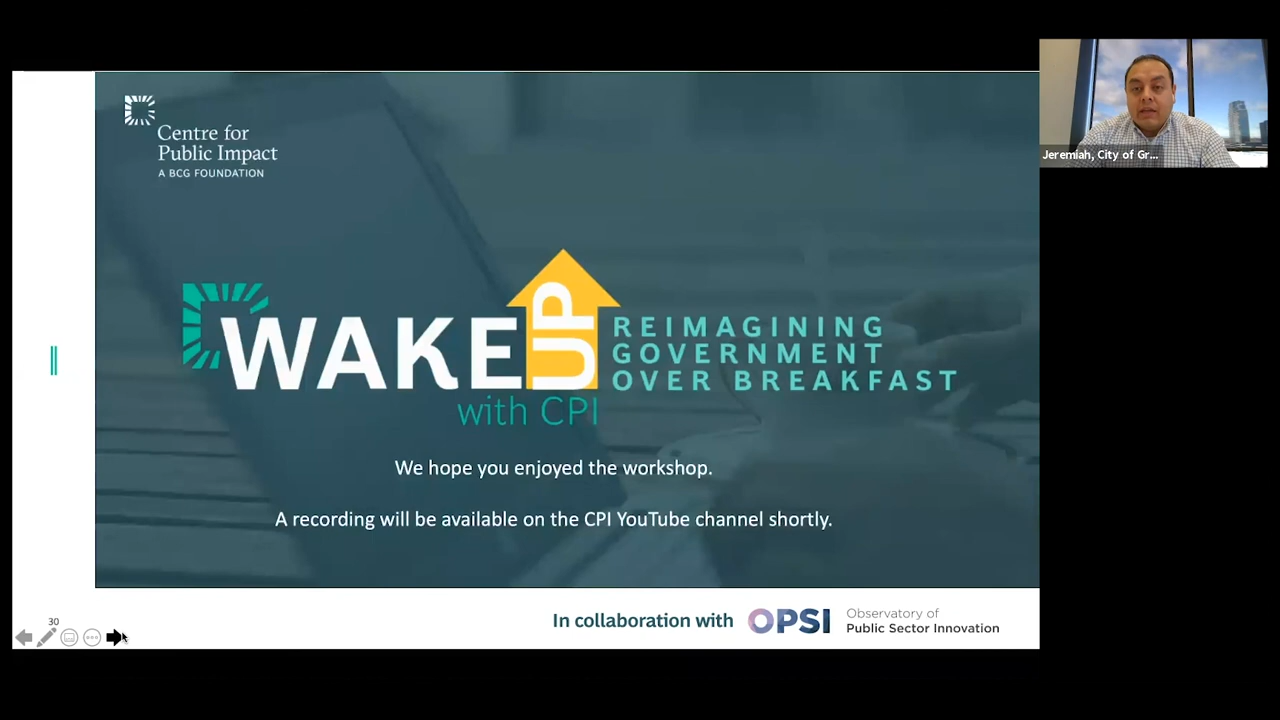 Centre for
Public Impact
A BCG FOUNDATION
WAKE UP
with CPI
REIMAGINING
GOVERNMENT
OVER BREAKFAST
We hope you enjoyed the workshop.
A recording will be available on the CPI YouTube channel shortly.
In collaboration with OPSI
Observatory of
Public Sector Innovation
30
Jeremiah, City of Gr...